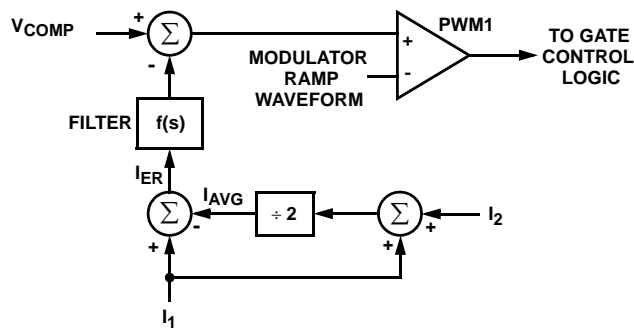 V_COMP
+
Σ
-
PWM1
+
-
MODULATOR
RAMP
WAVEFORM
TO GATE
CONTROL
LOGIC
FILTER
f(s)
I_ER
I_AVG
÷ 2
Σ
+
-
Σ
+
+
I_2
I_1